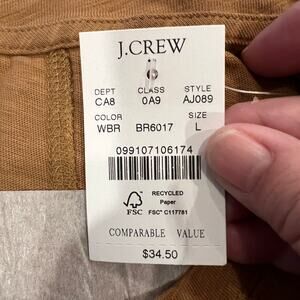 J.CREW
DEPT CLASS STYLE
CA8 0A9 AJ089
COLOR SIZE
WBR BR6017 L
099107106174
RECYCLED
Paper
FSC FSC® C117781
COMPARABLE VALUE
$34.50